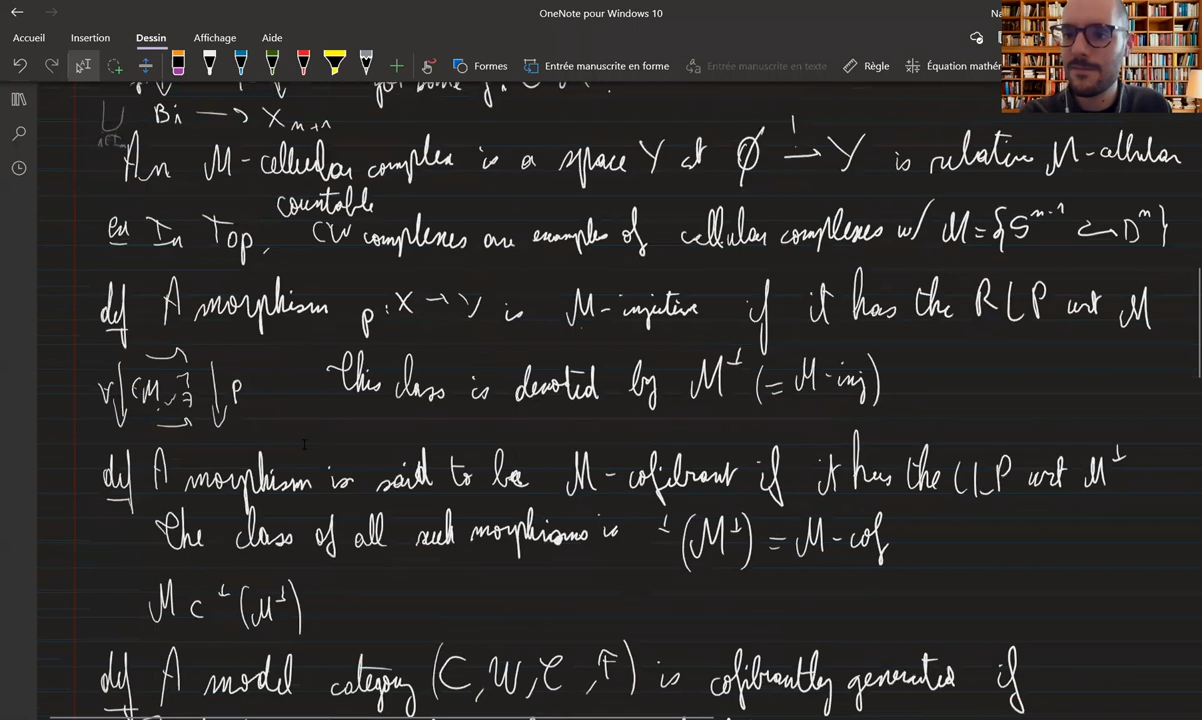 OneNote pour Windows 10
Na
Accueil Insertion Dessin Affichage Aide
Formes Entrée manuscrite en forme Entrée manuscrite en texte Règle Équation mathé
Bi → X n+1
An M-cellular complex is a space Y at ∅ →! Y is relative M-cellular
countable
ex In Top, CW complexes are examples of cellular complexes w/ M = {S^{n-1} ↪ D^n}
def A morphism p : X → Y is M-injective if it has the RLP wrt M
This class is denoted by M^⊥ (= M-inj)
def A morphism is said to be M-cofibrant if it has the LLP wrt M^⊥
The class of all such morphisms is ^⊥(M^⊥) = M-cof
M ⊂ ^⊥(M^⊥)
def A model category (C, W, C, F) is cofibrantly generated if